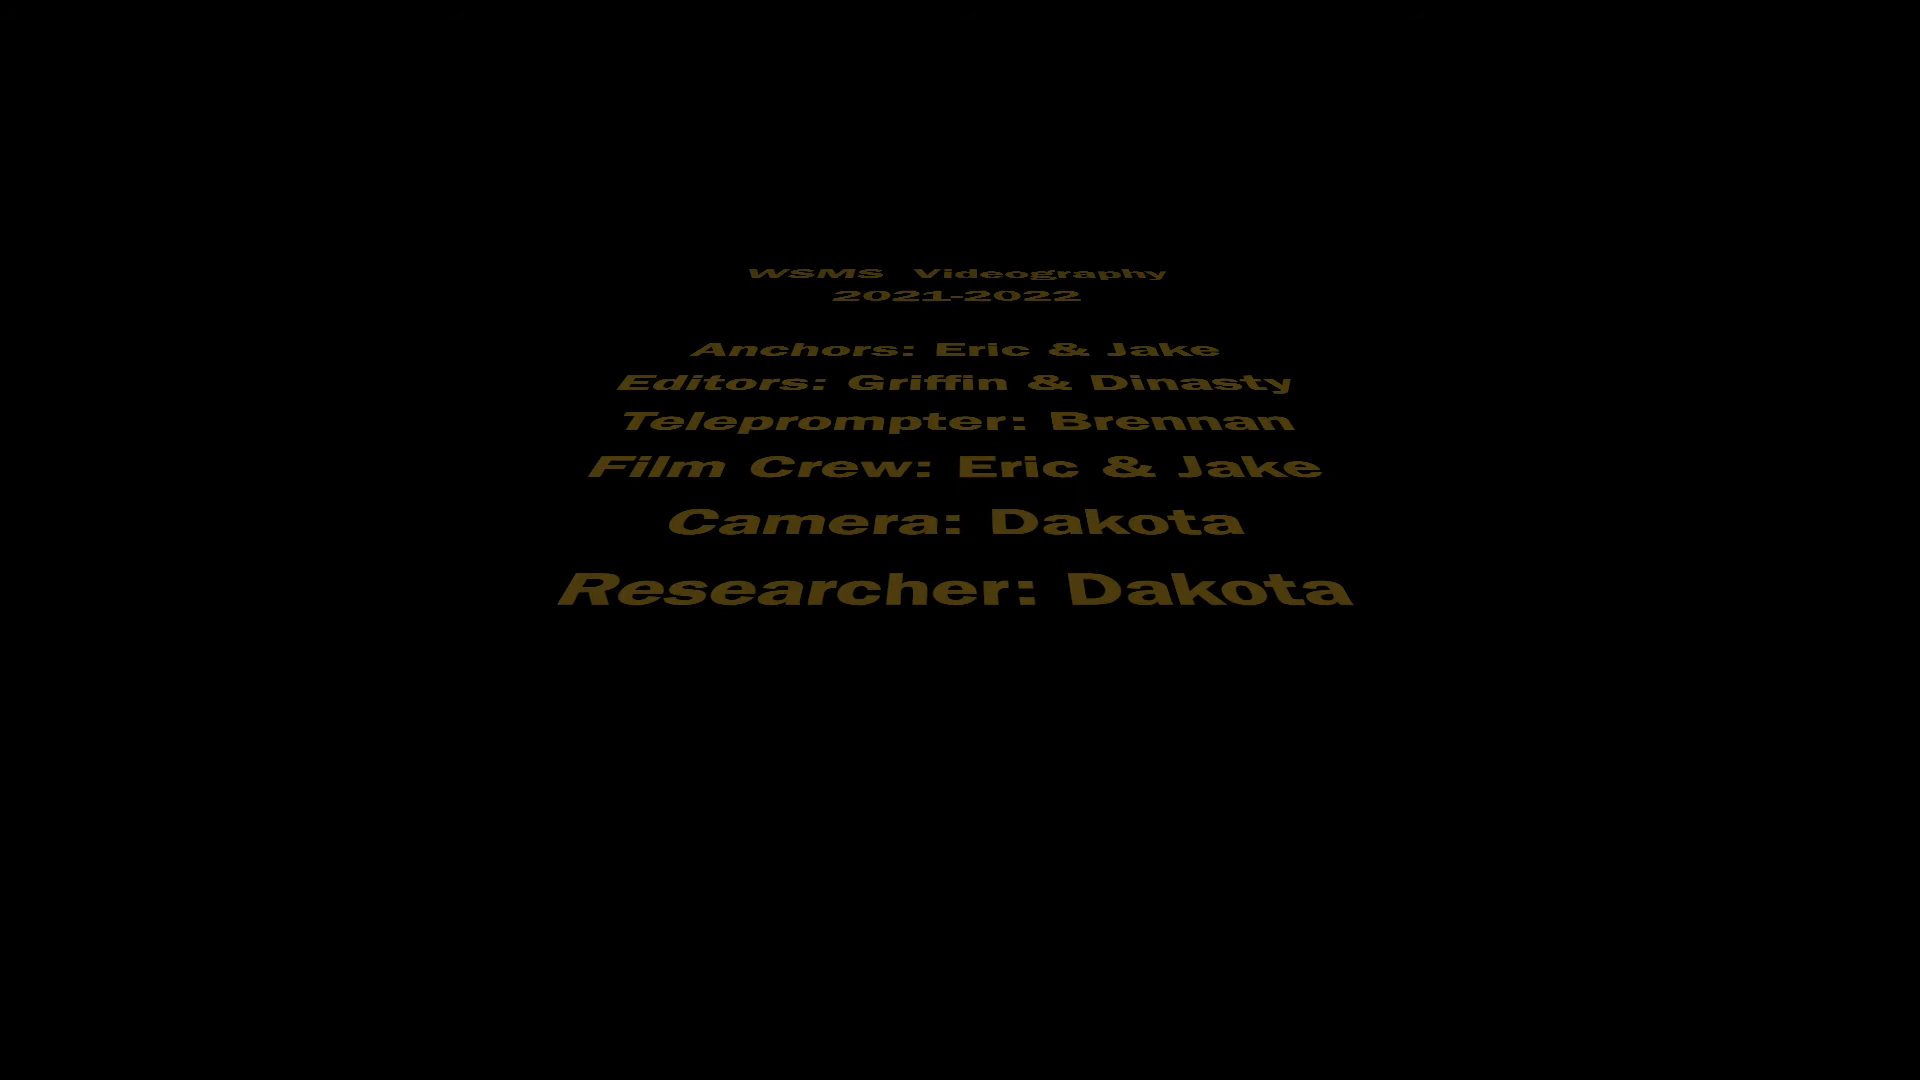 WSMS Videography
2021-2022
Anchors: Eric & Jake
Editors: Griffin & Dinasty
Teleprompter: Brennan
Film Crew: Eric & Jake
Camera: Dakota
Researcher: Dakota